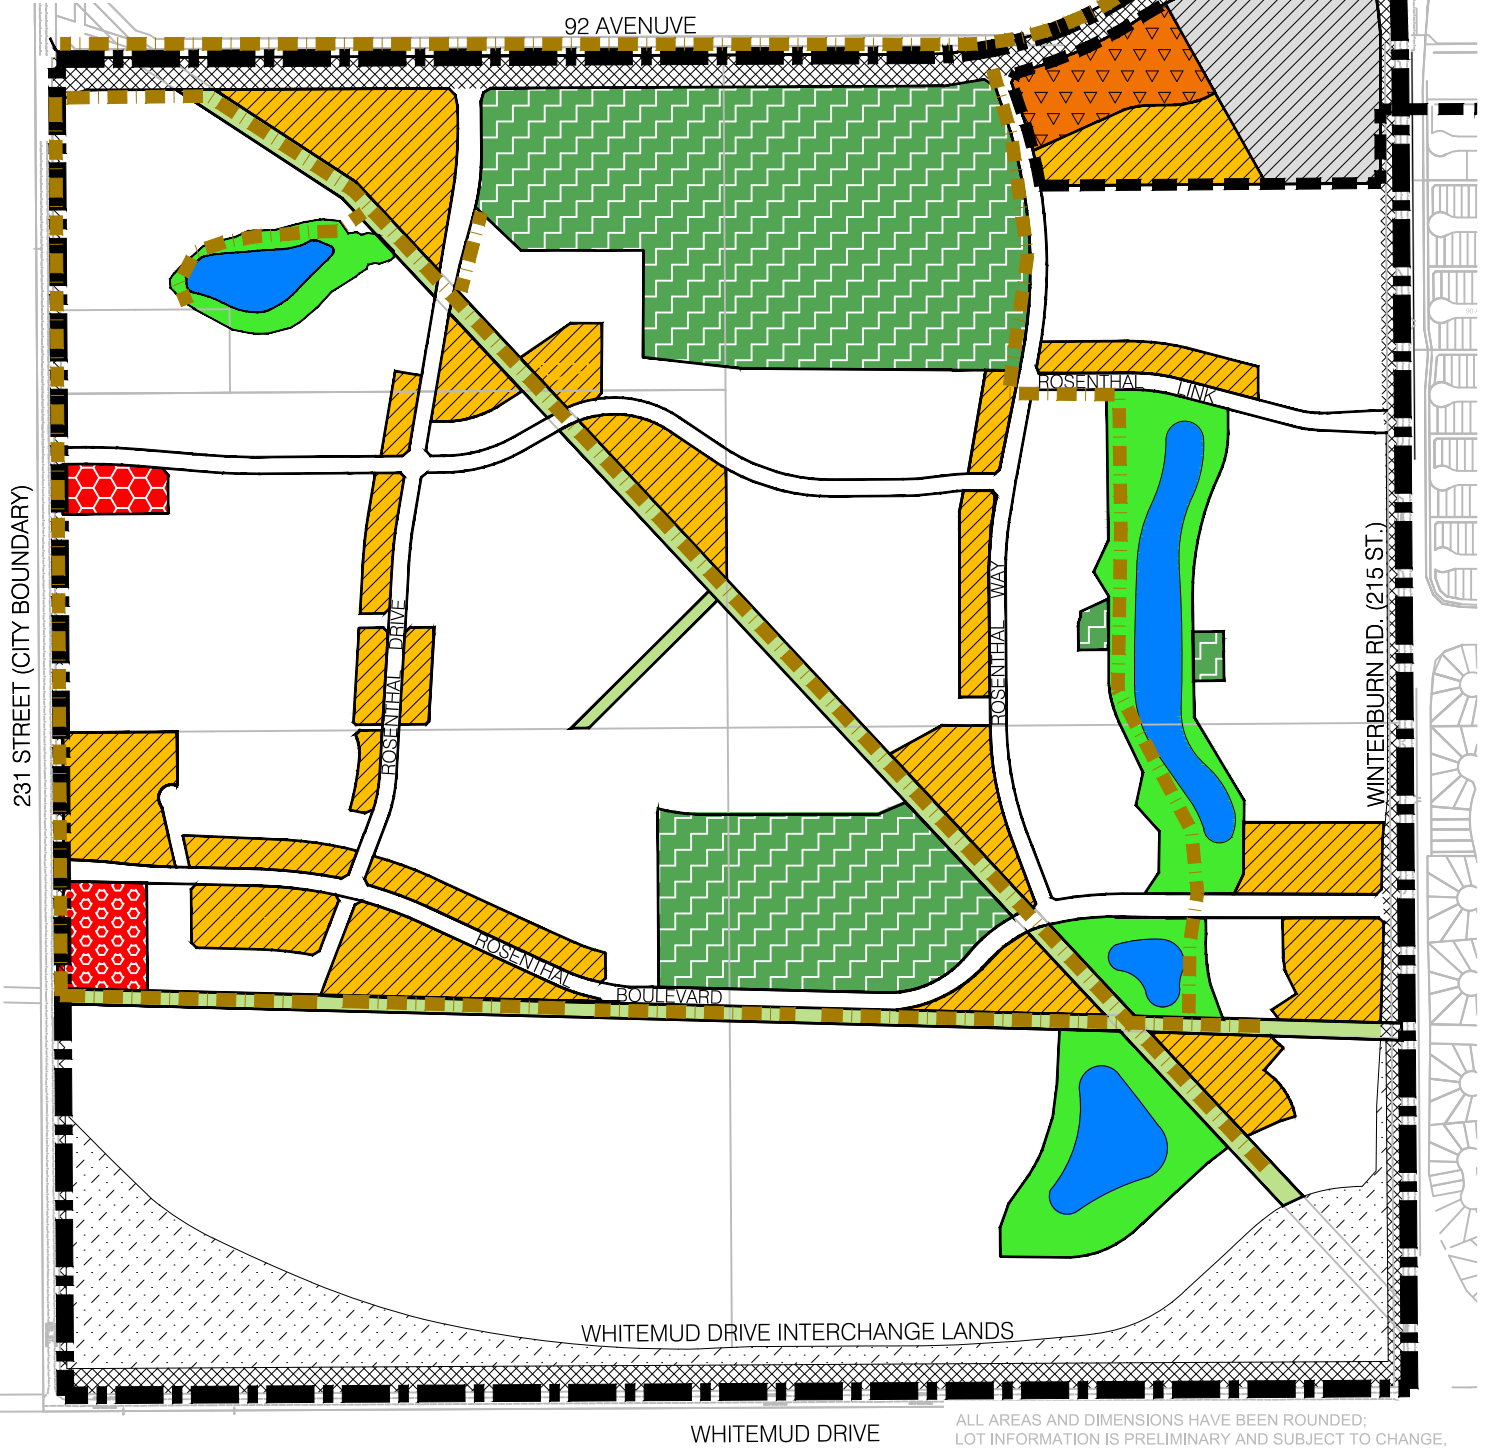 92 AVENUVE
ROSENTHAL LINK
231 STREET (CITY BOUNDARY)
WINTERBURN RD. (215 ST.)
ROSENTHAL DRIVE
ROSENTHAL WAY
ROSENTHAL DRIVE
ROSENTHAL BOULEVARD
WHITEMUD DRIVE INTERCHANGE LANDS
WHITEMUD DRIVE
ALL AREAS AND DIMENSIONS HAVE BEEN ROUNDED;
LOT INFORMATION IS PRELIMINARY AND SUBJECT TO CHANGE,